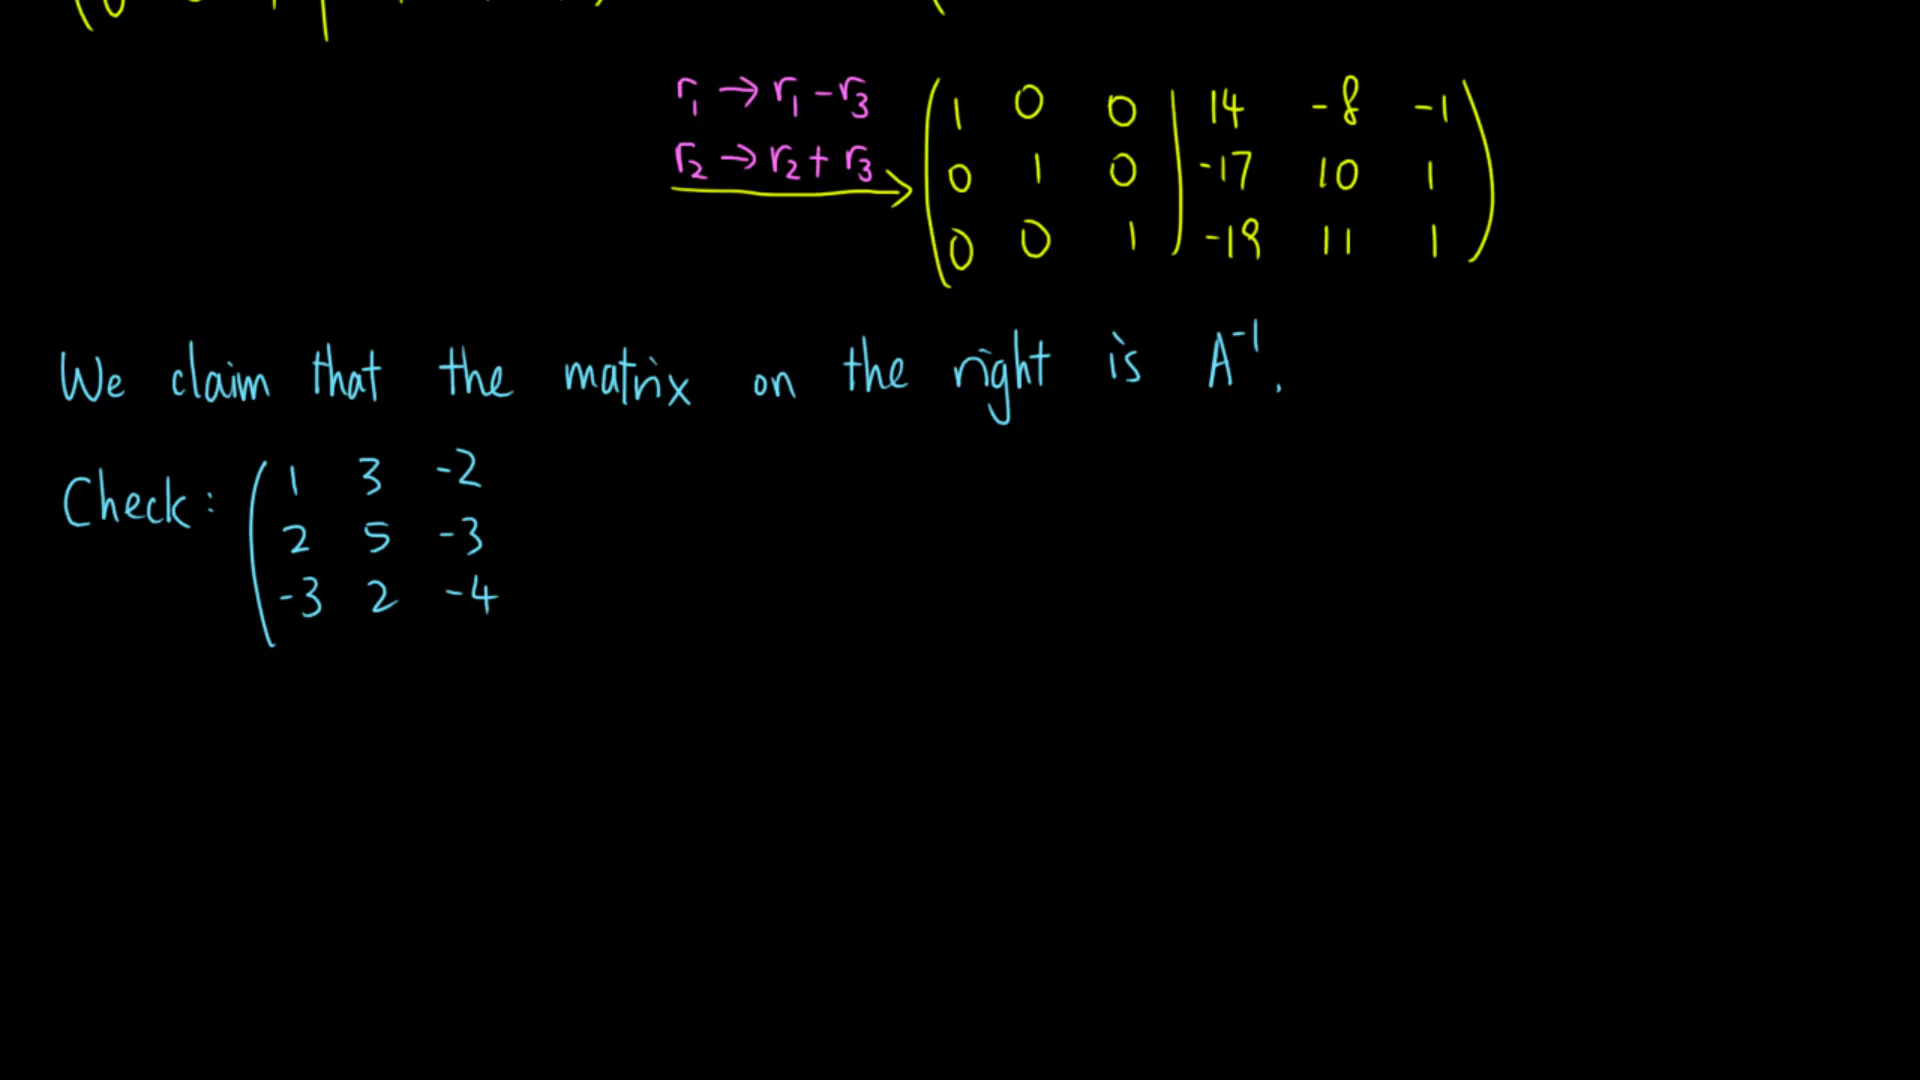 r₁ → r₁ - r₃ ( 1 0 0 | 14 -8 -1 )
r₂ → r₂ + r₃ 0 1 0 | -17 10 1
0 0 1 | -19 11 1
We claim that the matrix on the right is A⁻¹.
Check: ( 1 3 -2
2 5 -3
-3 2 -4